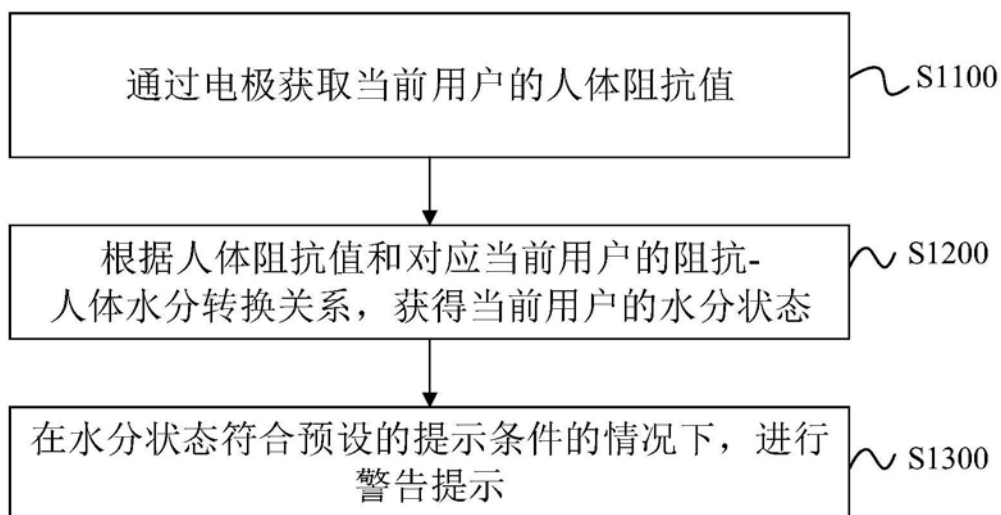 通过电极获取当前用户的人体阻抗值
S1100
根据人体阻抗值和对应当前用户的阻抗-
人体水分转换关系，获得当前用户的水分状态
S1200
在水分状态符合预设的提示条件的情况下，进行
警告提示
S1300